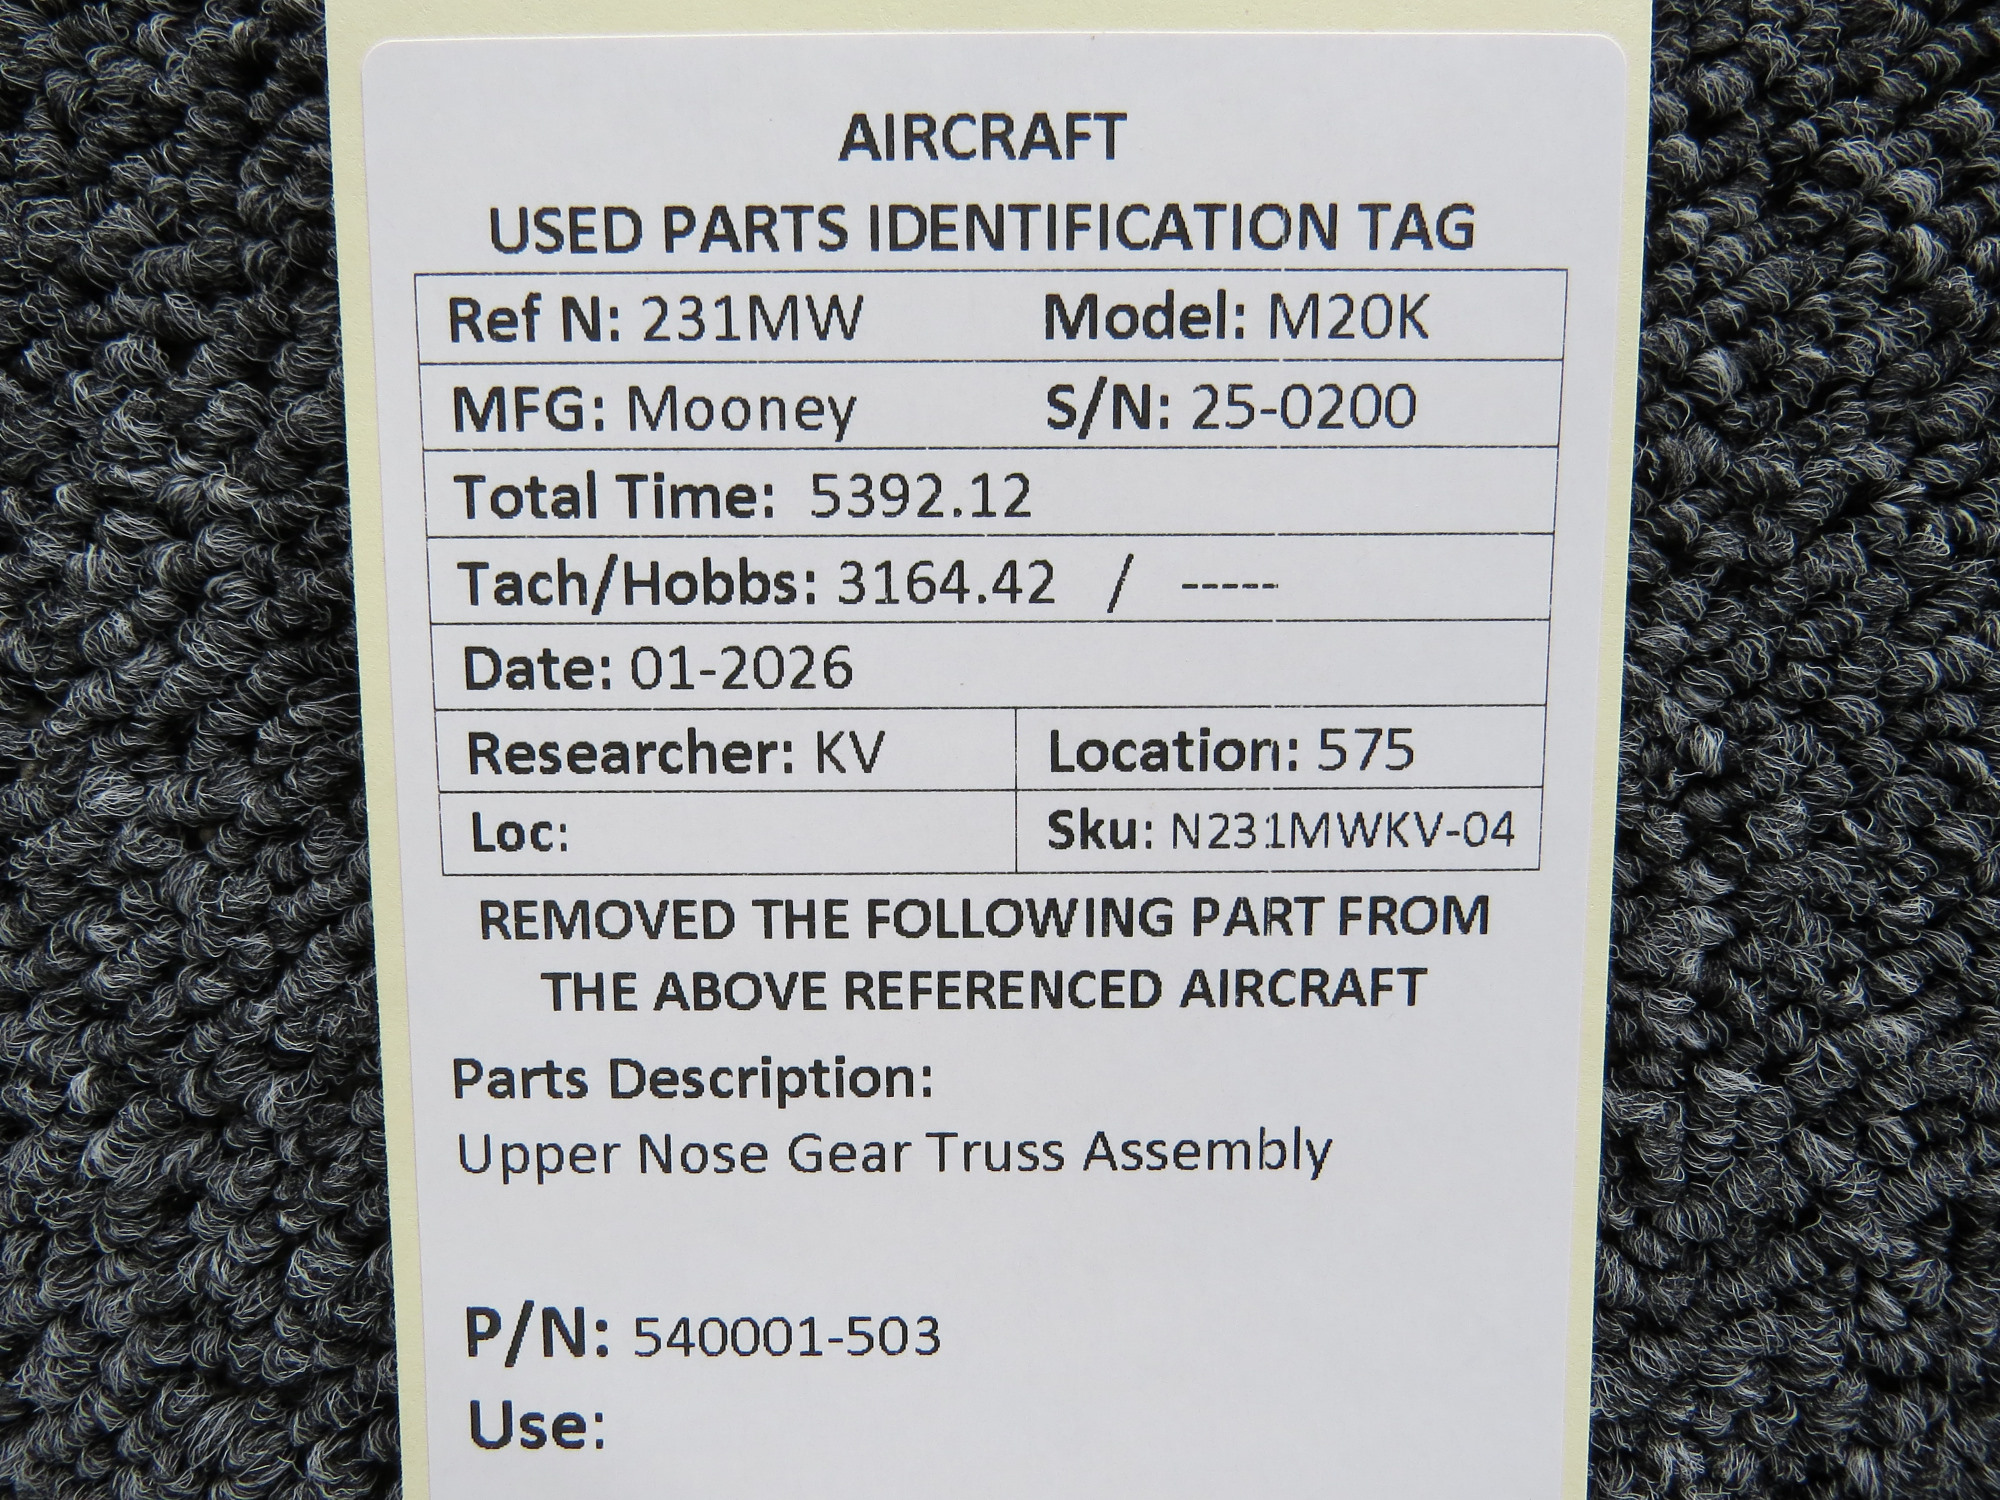 AIRCRAFT
USED PARTS IDENTIFICATION TAG
Ref N: 231MW Model: M20K
MFG: Mooney S/N: 25-0200
Total Time: 5392.12
Tach/Hobbs: 3164.42 / -----
Date: 01-2026
Researcher: KV Location: 575
Loc: Sku: N231MWKV-04
REMOVED THE FOLLOWING PART FROM
THE ABOVE REFERENCED AIRCRAFT
Parts Description:
Upper Nose Gear Truss Assembly
P/N: 540001-503
Use: